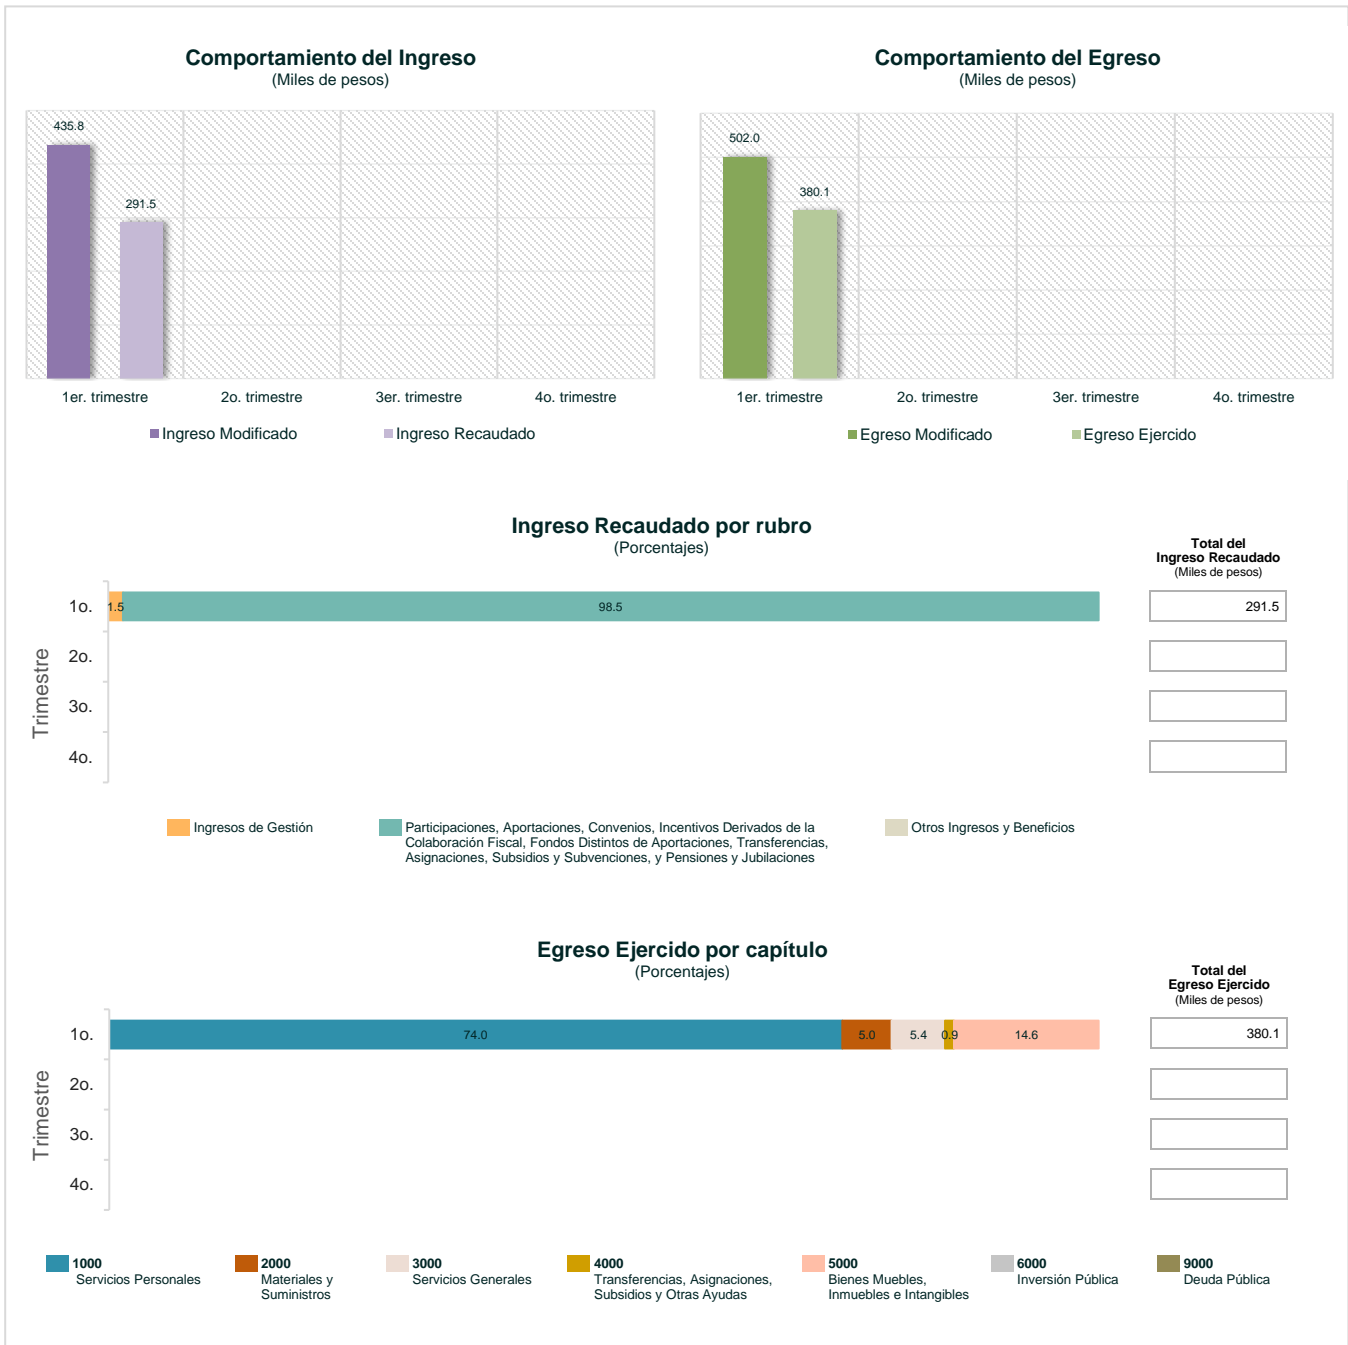 Comportamiento del Ingreso
(Miles de pesos)
435.8
291.5
1er. trimestre
2o. trimestre
3er. trimestre
4o. trimestre
Ingreso Modificado
Ingreso Recaudado
Comportamiento del Egreso
(Miles de pesos)
502.0
380.1
1er. trimestre
2o. trimestre
3er. trimestre
4o. trimestre
Egreso Modificado
Egreso Ejercido
Ingreso Recaudado por rubro
(Porcentajes)
Total del
Ingreso Recaudado
(Miles de pesos)
Trimestre
1o.
1.5
98.5
291.5
2o.
3o.
4o.
Ingresos de Gestión
Participaciones, Aportaciones, Convenios, Incentivos Derivados de la
Colaboración Fiscal, Fondos Distintos de Aportaciones, Transferencias,
Asignaciones, Subsidios y Subvenciones, y Pensiones y Jubilaciones
Otros Ingresos y Beneficios
Egreso Ejercido por capítulo
(Porcentajes)
Total del
Egreso Ejercido
(Miles de pesos)
Trimestre
1o.
74.0
5.0
5.4
0.9
14.6
380.1
2o.
3o.
4o.
1000
Servicios Personales
2000
Materiales y
Suministros
3000
Servicios Generales
4000
Transferencias, Asignaciones,
Subsidios y Otras Ayudas
5000
Bienes Muebles,
Inmuebles e Intangibles
6000
Inversión Pública
9000
Deuda Pública